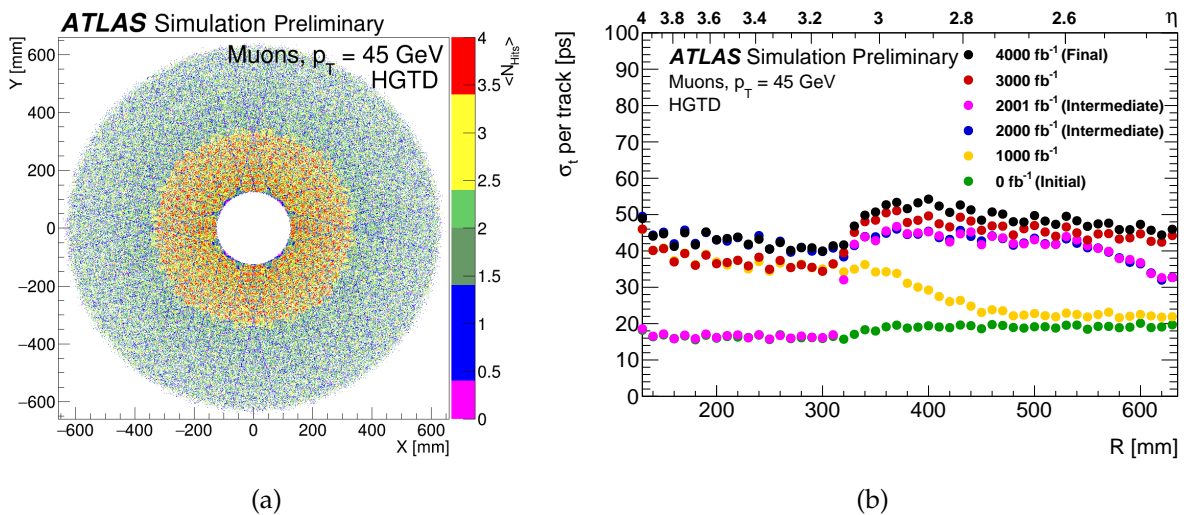 ATLAS Simulation Preliminary
Muons, pT = 45 GeV
HGTD
Y [mm]
600
400
200
0
−200
−400
−600
−600 −400 −200 0 200 400 600
X [mm]
<NHits>
4
3.5
3
2.5
2
1.5
1
0.5
0
(a)
4 3.8 3.6 3.4 3.2 3 2.8 2.6 η
ATLAS Simulation Preliminary
Muons, pT = 45 GeV
HGTD
4000 fb-1 (Final)
3000 fb-1
2001 fb-1 (Intermediate)
2000 fb-1 (Intermediate)
1000 fb-1
0 fb-1 (Initial)
σt per track [ps]
100
90
80
70
60
50
40
30
20
10
0
200 300 400 500 600
R [mm]
(b)